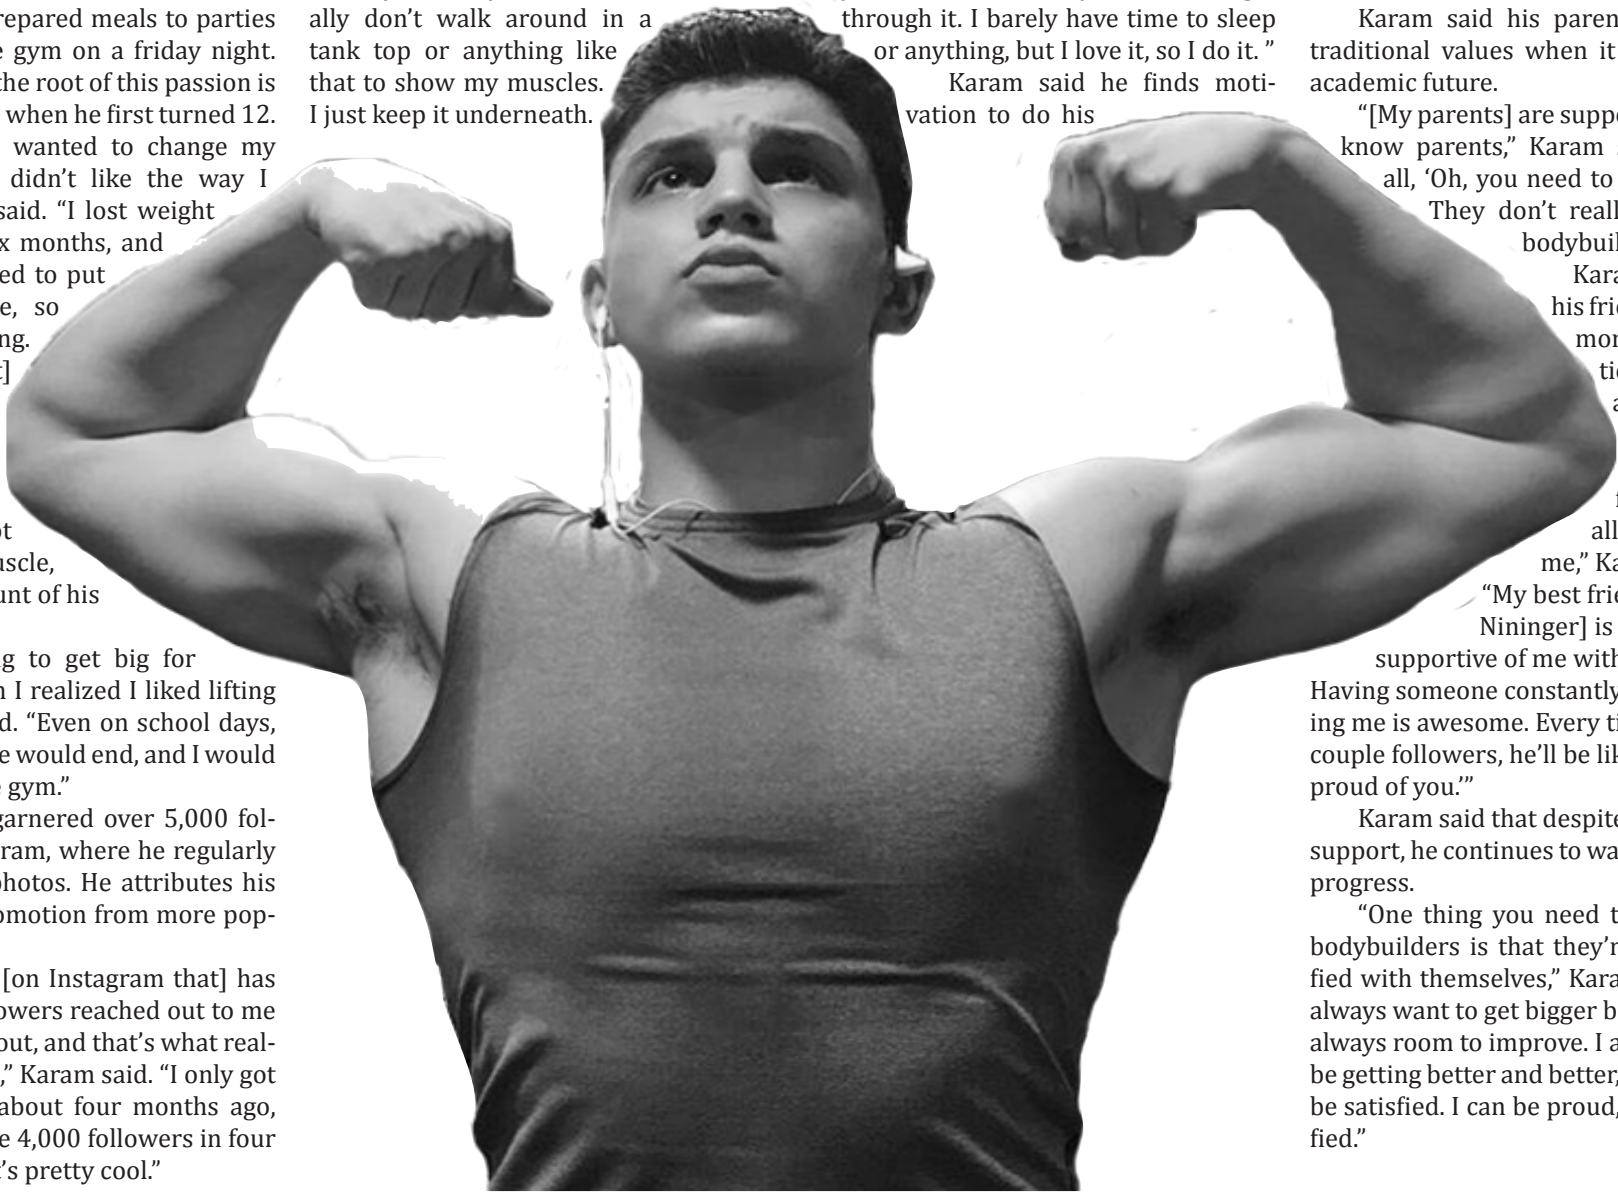 repared meals to parties
e gym on a friday night.
the root of this passion is
when he first turned 12.
wanted to change my
didn’t like the way I
said. “I lost weight
x months, and
ed to put
e, so
ng.
t]
ot
uscle,
unt of his
g to get big for
n I realized I liked lifting
d. “Even on school days,
e would end, and I would
e gym.”
garnered over 5,000 fol-
ram, where he regularly
photos. He attributes his
omotion from more pop-
[on Instagram that] has
owers reached out to me
out, and that’s what real-
,” Karam said. “I only got
about four months ago,
e 4,000 followers in four
t’s pretty cool.”
ally don’t walk around in a
tank top or anything like
that to show my muscles.
I just keep it underneath.
through it. I barely have time to sleep
or anything, but I love it, so I do it. ”
Karam said he finds moti-
vation to do his
Karam said his paren
traditional values when it
academic future.
“[My parents] are suppo
know parents,” Karam
all, ‘Oh, you need to
They don’t reall
bodybuil
Kara
his frie
mor
tic
a
f
all
me,” Ka
“My best frie
Nininger] is
supportive of me with
Having someone constantly
ing me is awesome. Every ti
couple followers, he’ll be lik
proud of you.’”
Karam said that despite
support, he continues to wa
progress.
“One thing you need t
bodybuilders is that they’r
fied with themselves,” Kara
always want to get bigger b
always room to improve. I a
be getting better and better,
be satisfied. I can be proud,
fied.”